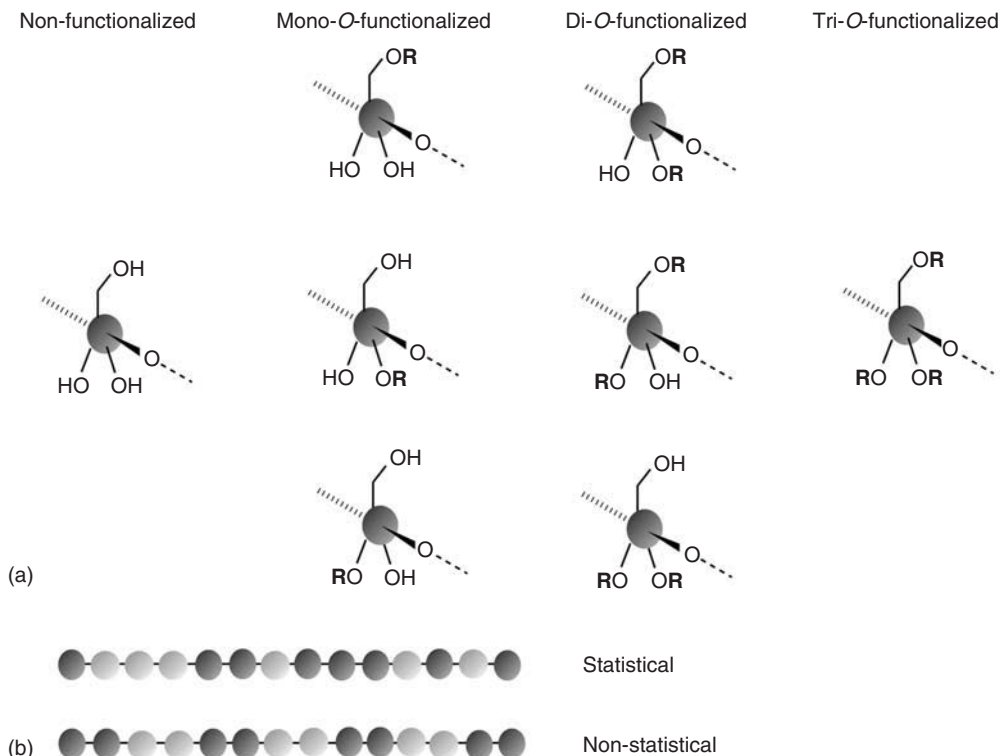 Non-functionalized Mono-O-functionalized Di-O-functionalized Tri-O-functionalized
OR OR
O O
HO OH HO OR
OH OH OR OR
O O O O
HO OH HO OR RO OH RO OR
OH OH
O O
RO OH RO OR
(a)
Statistical
(b) Non-statistical